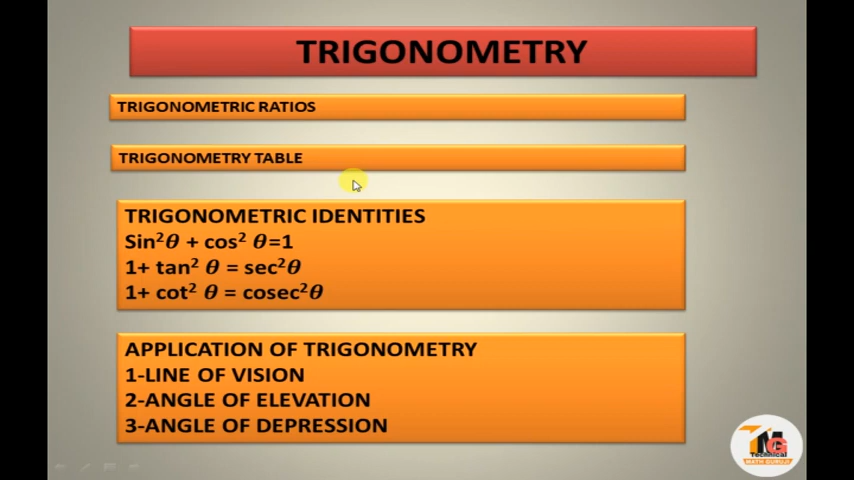 TRIGONOMETRY
TRIGONOMETRIC RATIOS
TRIGONOMETRY TABLE
TRIGONOMETRIC IDENTITIES
Sin²θ + cos² θ=1
1+ tan² θ = sec²θ
1+ cot² θ = cosec²θ
APPLICATION OF TRIGONOMETRY
1-LINE OF VISION
2-ANGLE OF ELEVATION
3-ANGLE OF DEPRESSION
TMG
Technical